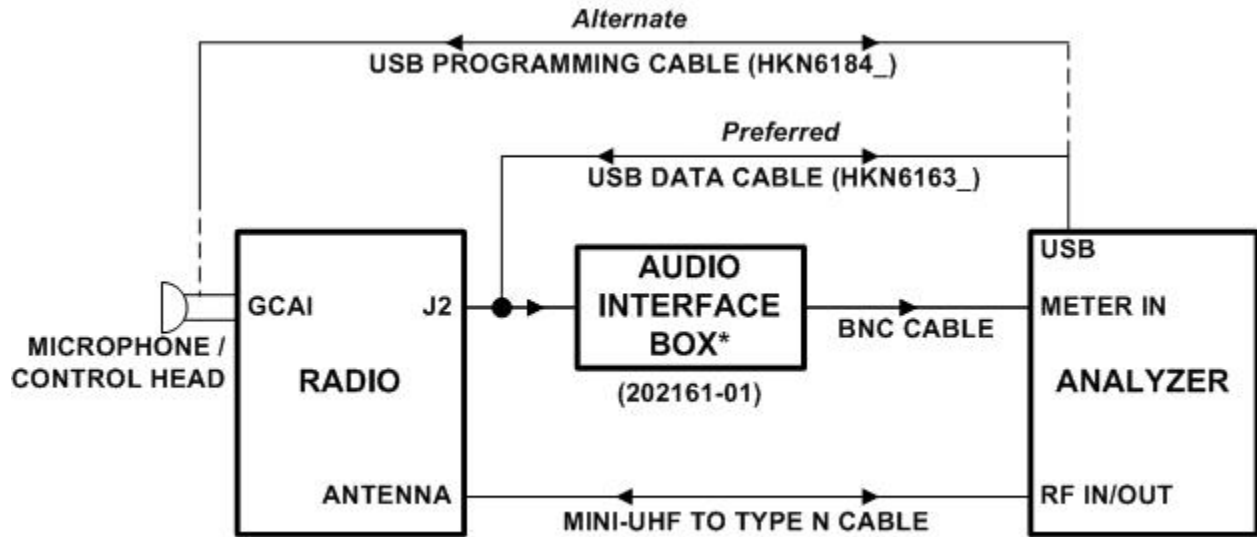 Alternate
USB PROGRAMMING CABLE (HKN6184_)
Preferred
USB DATA CABLE (HKN6163_)
MICROPHONE /
CONTROL HEAD
GCAI
J2
RADIO
ANTENNA
AUDIO
INTERFACE
BOX*
(202161-01)
BNC CABLE
MINI-UHF TO TYPE N CABLE
USB
METER IN
ANALYZER
RF IN/OUT